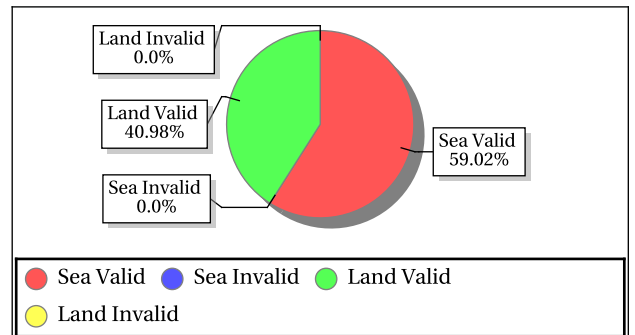 Land Invalid
0.0%
Land Valid
40.98%
Sea Valid
59.02%
Sea Invalid
0.0%
Sea Valid Sea Invalid Land Valid
Land Invalid